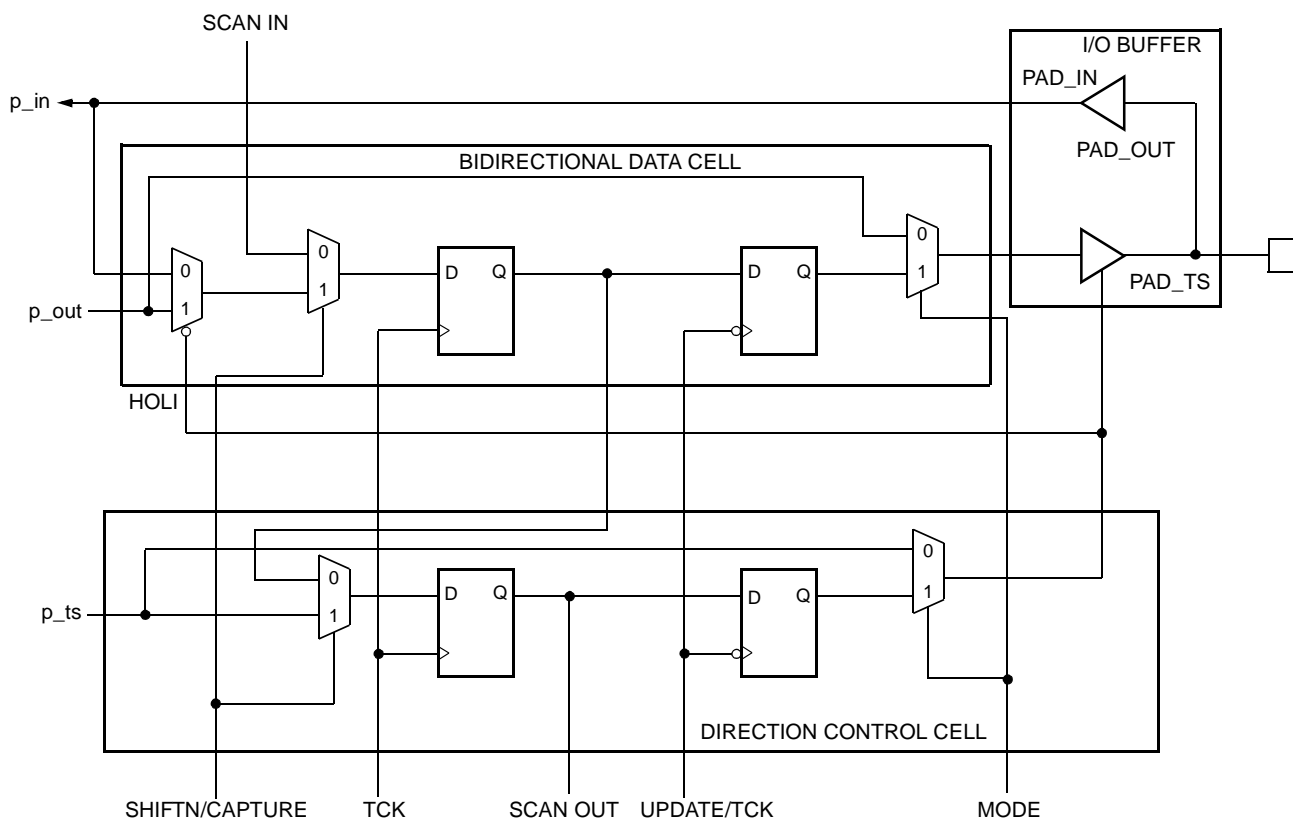 SCAN IN
I/O BUFFER
PAD_IN
p_in
PAD_OUT
BIDIRECTIONAL DATA CELL
0
0
0
D Q
D Q
1
1
1
PAD_TS
p_out
HOLI
0
0
D Q
D Q
1
1
p_ts
DIRECTION CONTROL CELL
SHIFTN/CAPTURE
TCK
SCAN OUT
UPDATE/TCK
MODE